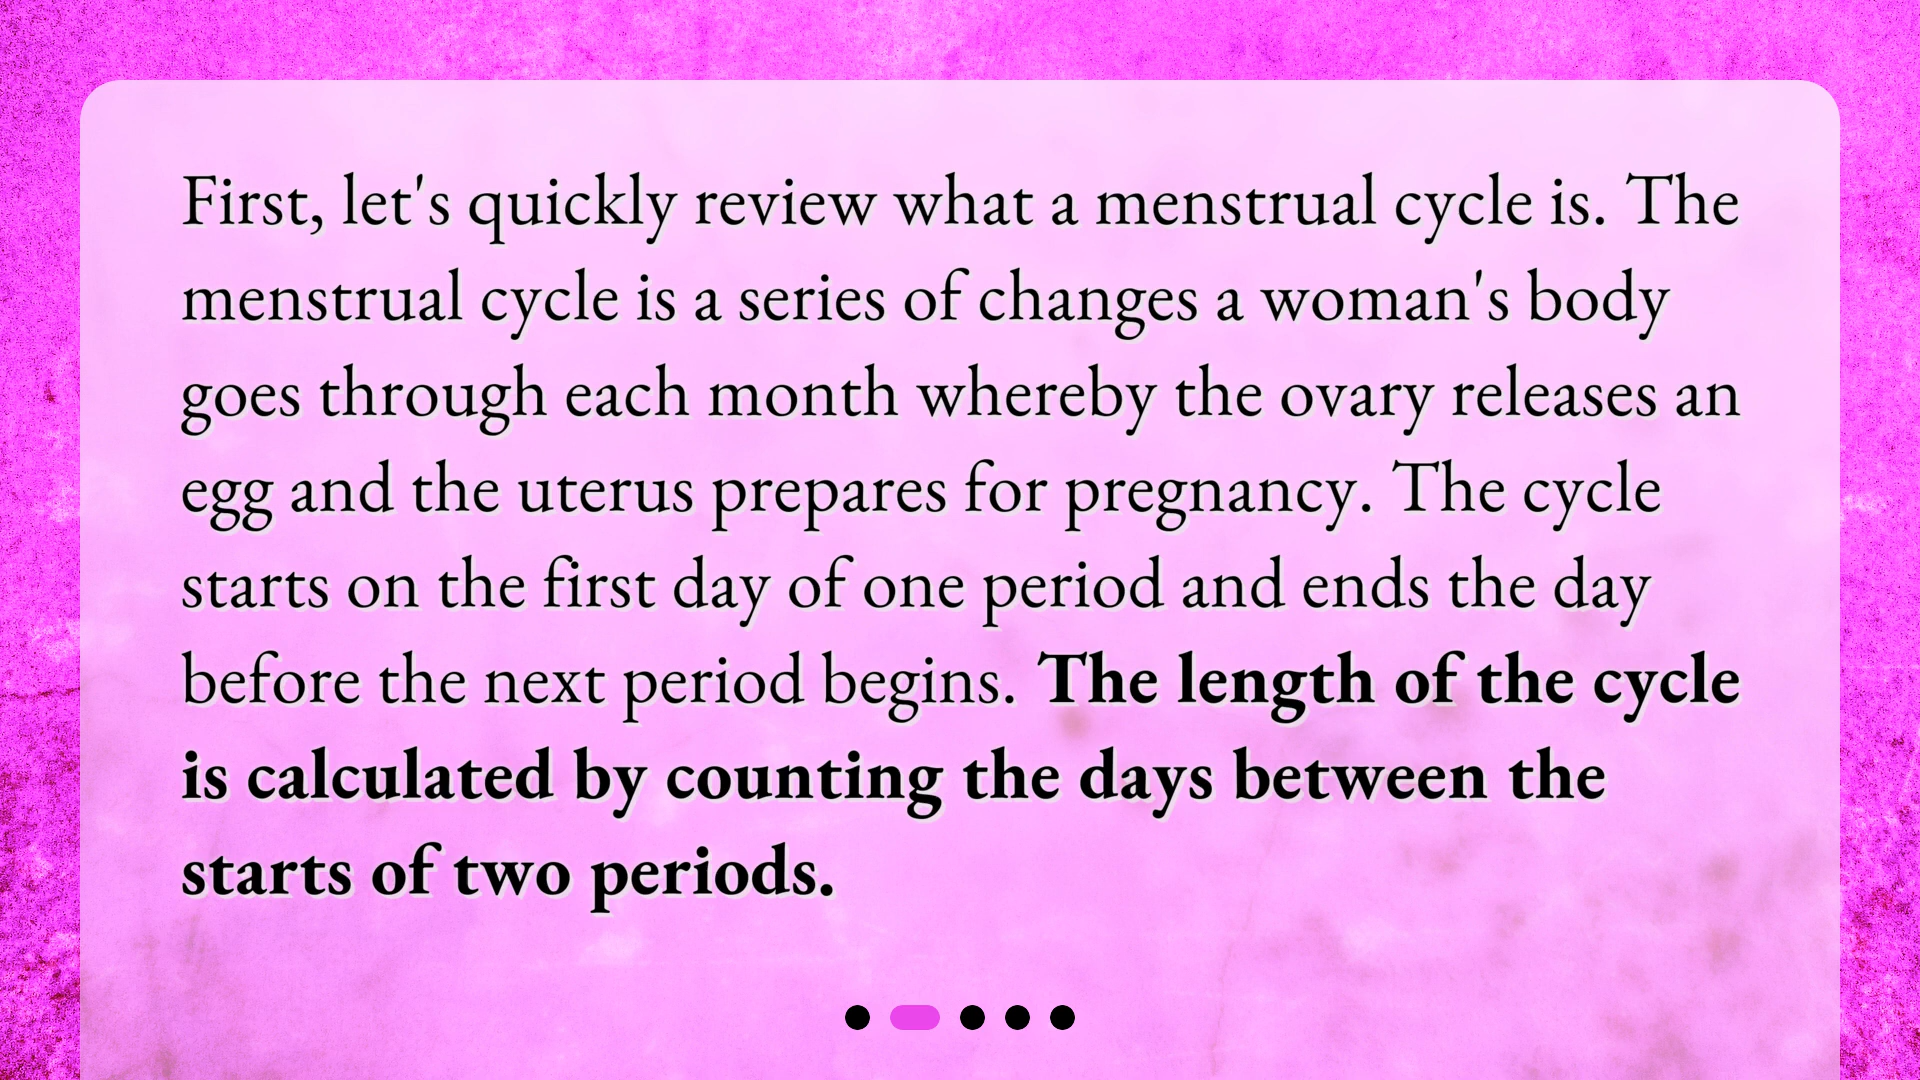 First, let's quickly review what a menstrual cycle is. The
menstrual cycle is a series of changes a woman's body
goes through each month whereby the ovary releases an
egg and the uterus prepares for pregnancy. The cycle
starts on the first day of one period and ends the day
before the next period begins. The length of the cycle
is calculated by counting the days between the
starts of two periods.